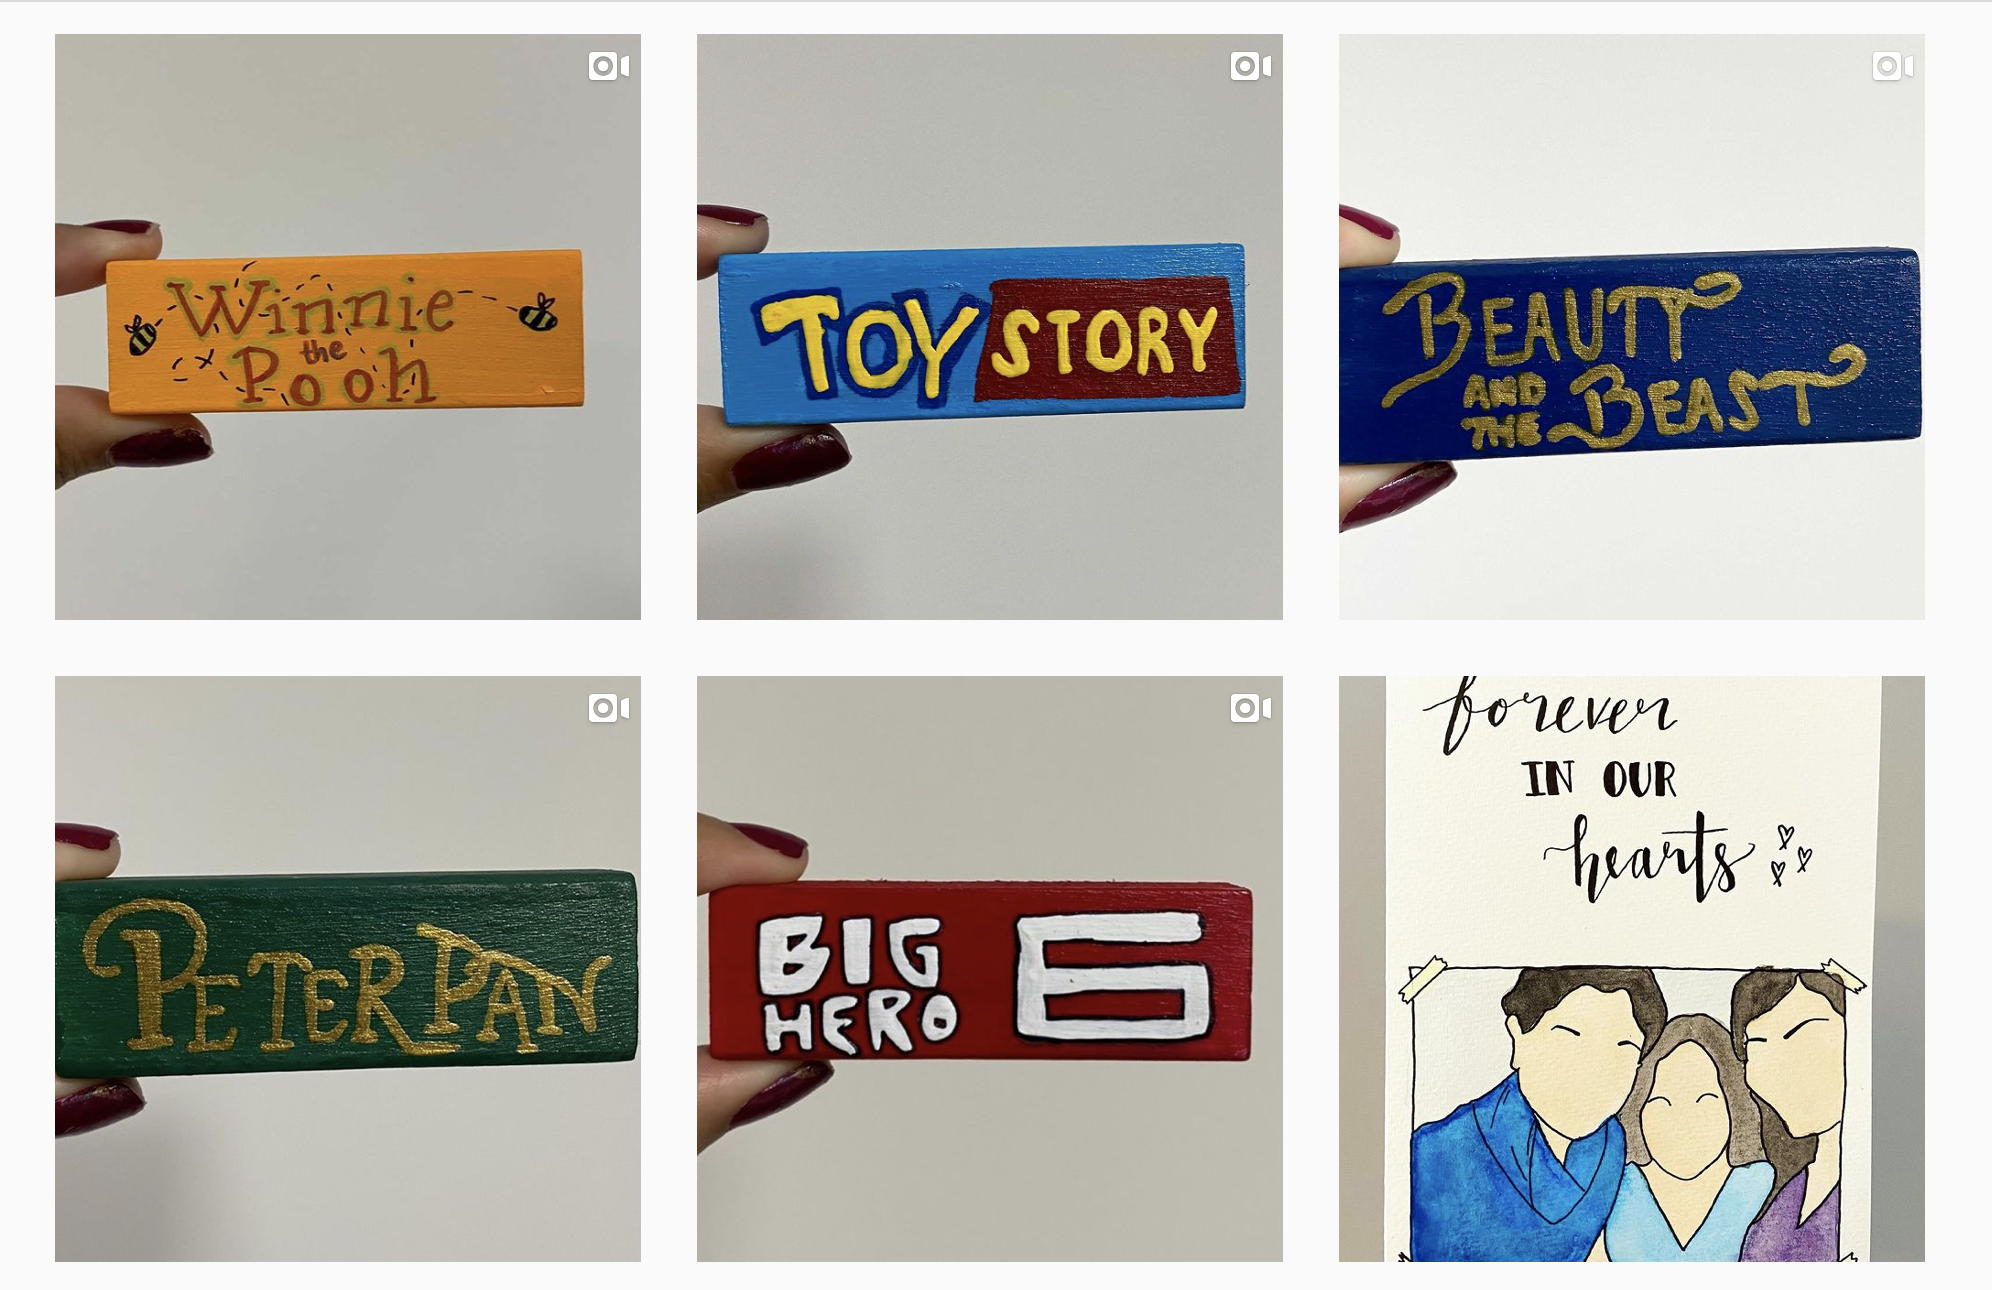 Winnie
the
Pooh
TOY STORY
BEAUTY
AND
THE BEAST
PETER PAN
BIG
HERO 6
forever
IN OUR
hearts